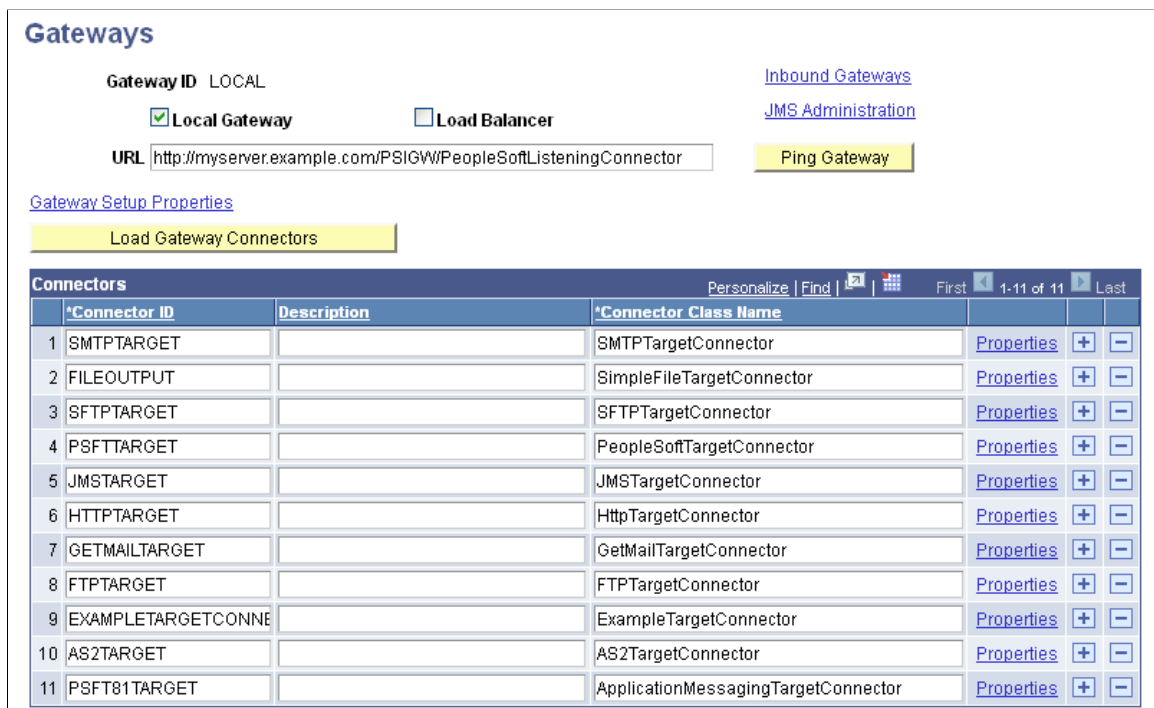 Gateways
Gateway ID LOCAL
Inbound Gateways
Local Gateway Load Balancer
JMS Administration
URL http://myserver.example.com/PSIGW/PeopleSoftListeningConnector Ping Gateway
Gateway Setup Properties
Load Gateway Connectors
Connectors Personalize | Find | | First 1-11 of 11 Last
*Connector ID Description *Connector Class Name
1 SMTPTARGET SMTPTargetConnector Properties
2 FILEOUTPUT SimpleFileTargetConnector Properties
3 SFTPTARGET SFTPTargetConnector Properties
4 PSFTTARGET PeopleSoftTargetConnector Properties
5 JMSTARGET JMSTargetConnector Properties
6 HTTPTARGET HttpTargetConnector Properties
7 GETMAILTARGET GetMailTargetConnector Properties
8 FTPTARGET FTPTargetConnector Properties
9 EXAMPLETARGETCONNE ExampleTargetConnector Properties
10 AS2TARGET AS2TargetConnector Properties
11 PSFT81TARGET ApplicationMessagingTargetConnector Properties